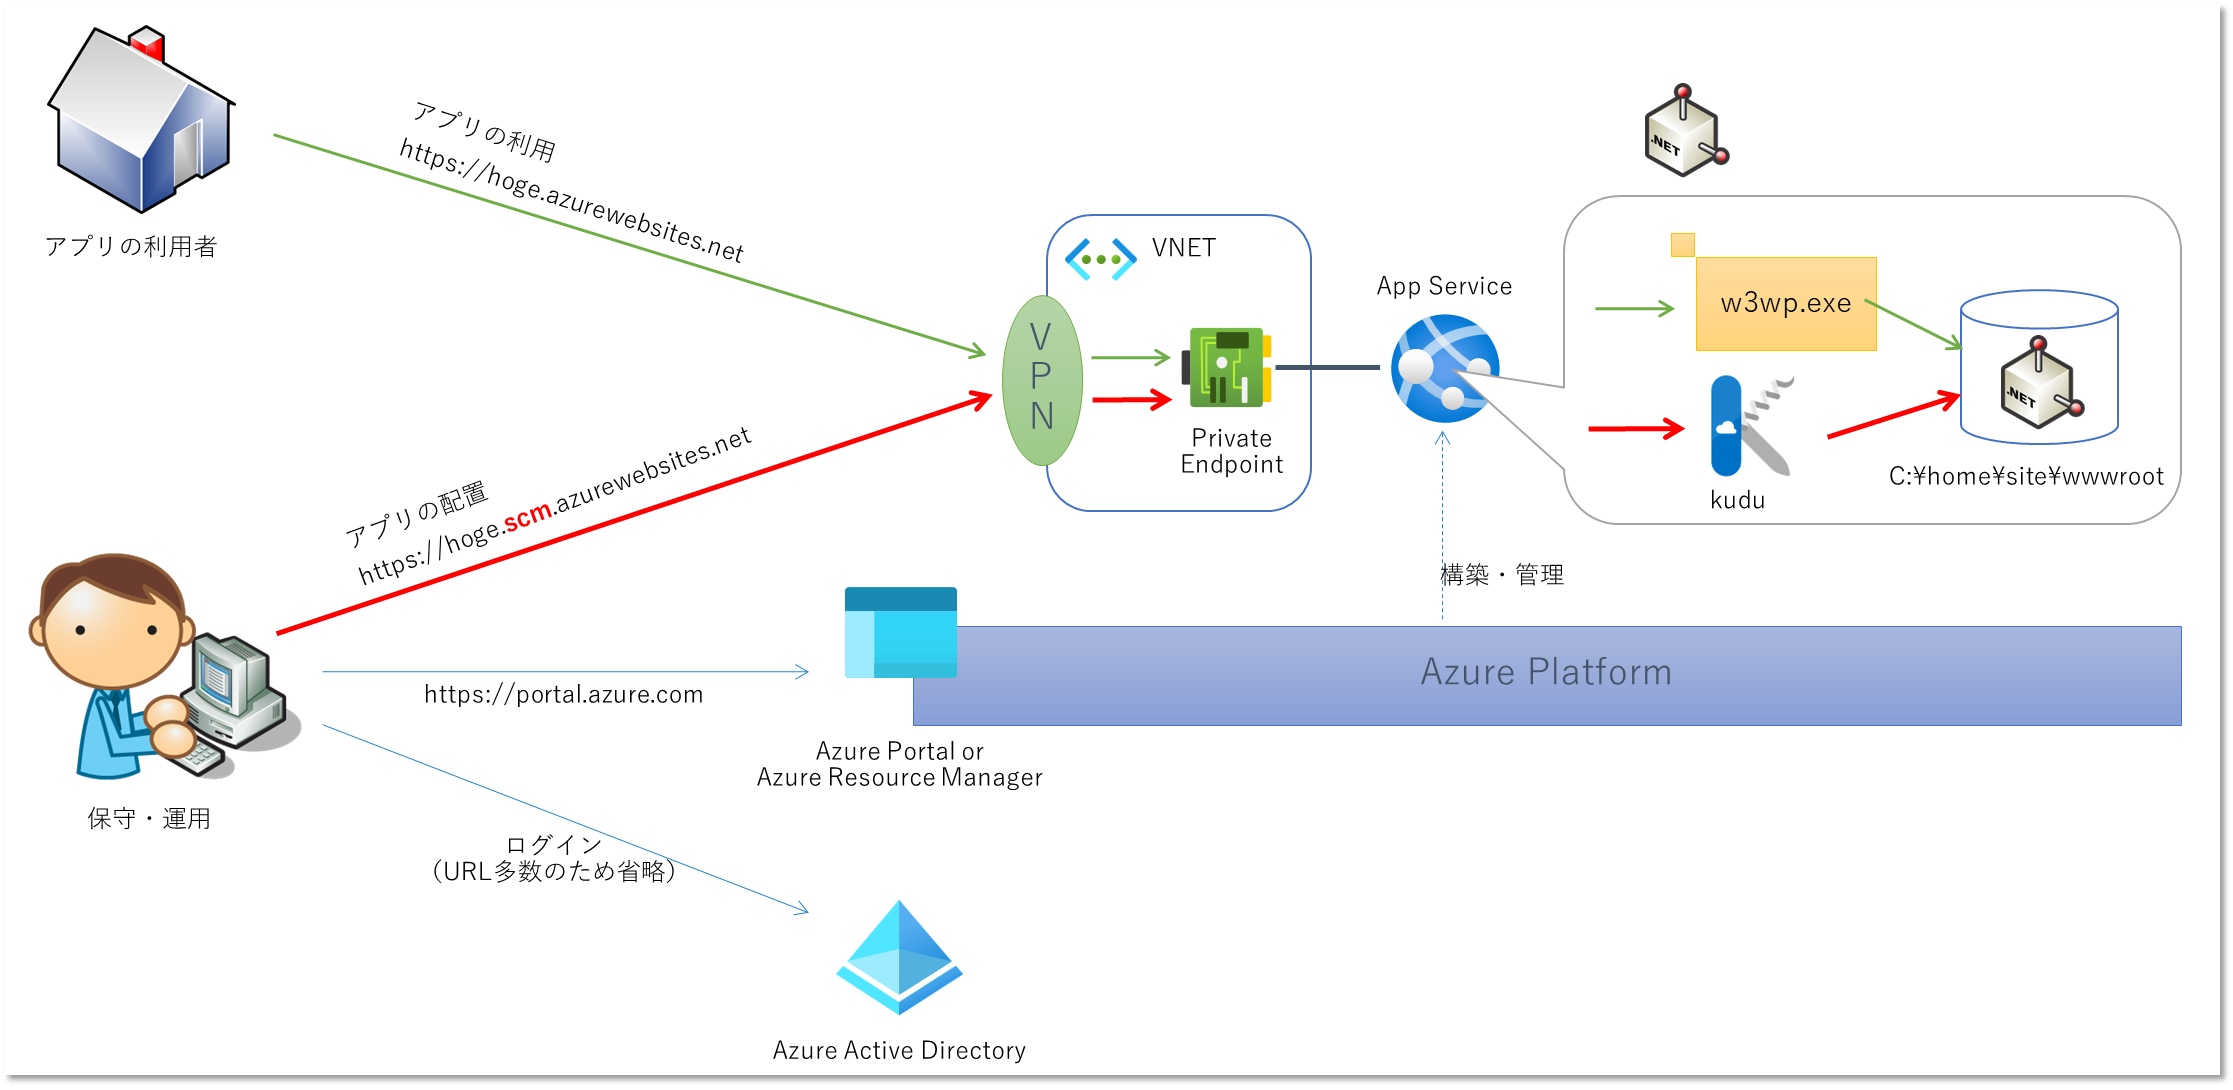 アプリの利用
https://hoge.azurewebsites.net
アプリの利用者
VNET
VPN
Private
Endpoint
App Service
.NET
w3wp.exe
.NET
kudu
C:¥home¥site¥wwwroot
アプリの配置
https://hoge.scm.azurewebsites.net
構築・管理
Azure Platform
https://portal.azure.com
Azure Portal or
Azure Resource Manager
保守・運用
ログイン
（URL多数のため省略）
Azure Active Directory